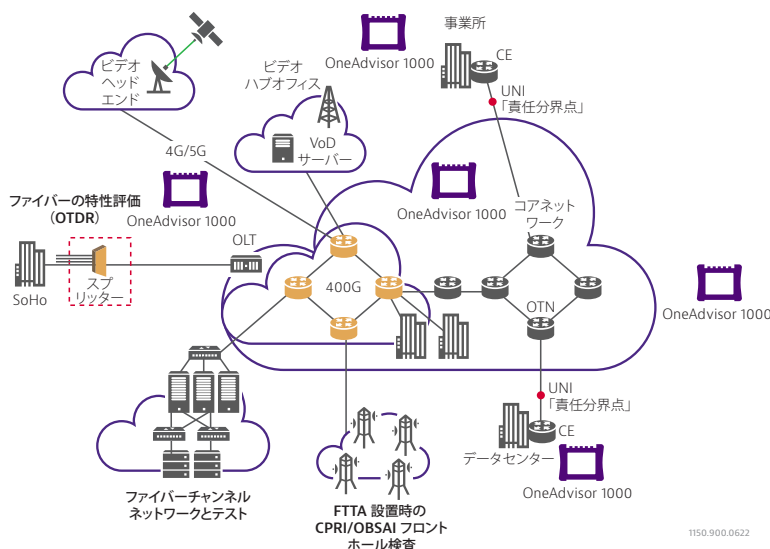 事業所
OneAdvisor 1000
CE
UNI
「責任分界点」
ビデオ
ヘッド
エンド
ビデオ
ハブオフィス
VoD
サーバー
4G/5G
ファイバーの特性評価
(OTDR)
OneAdvisor 1000
OneAdvisor 1000
コアネット
ワーク
OLT
SoHo
スプ
リッター
400G
OTN
OneAdvisor 1000
UNI
「責任分界点」
CE
データセンター
OneAdvisor 1000
ファイバーチャンネル
ネットワークとテスト
FTTA 設置時の
CPRI/OBSAI フロント
ホール検査
1150.900.0622